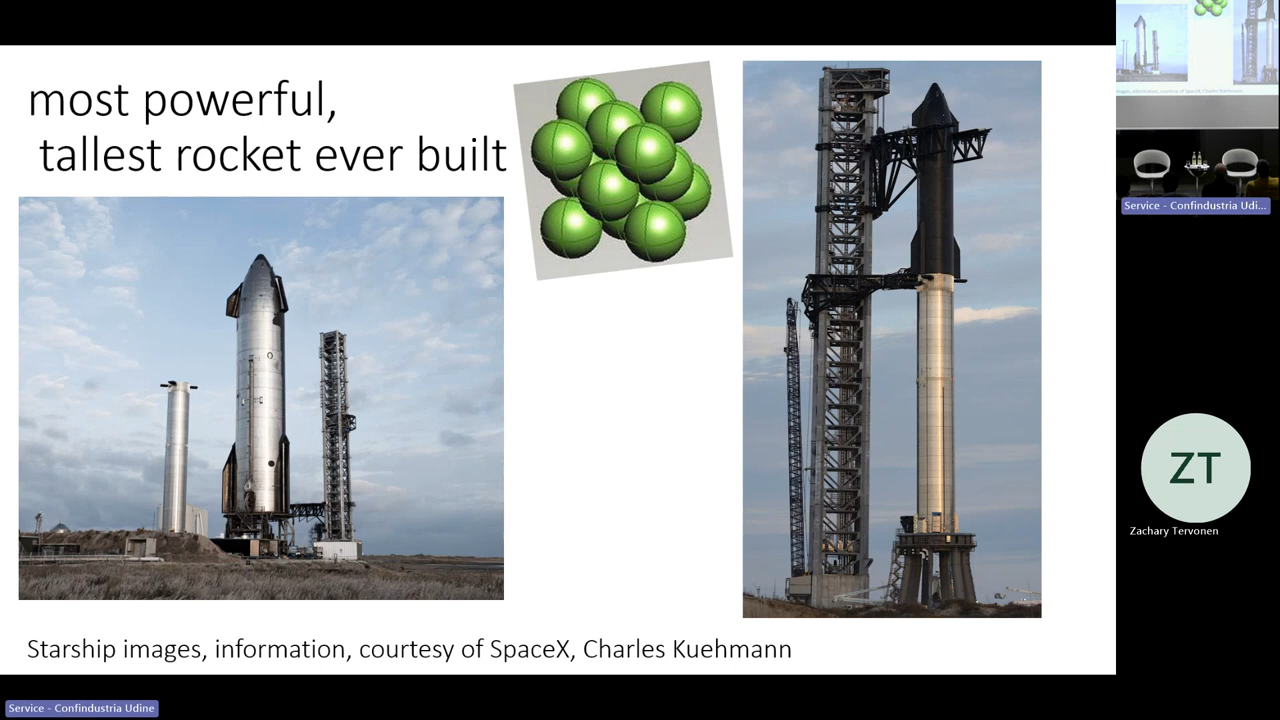 most powerful,
tallest rocket ever built
Starship images, information, courtesy of SpaceX, Charles Kuehmann
Service - Confindustria Udine
Service - Confindustria Udi...
ZT
Zachary Tervonen